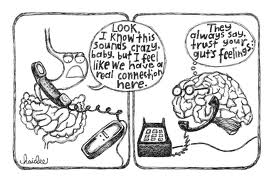 Look,
I know this
sounds crazy,
baby, but I feel
like we have a
real connection
here.
They
always say,
trust your
gut's feelings!